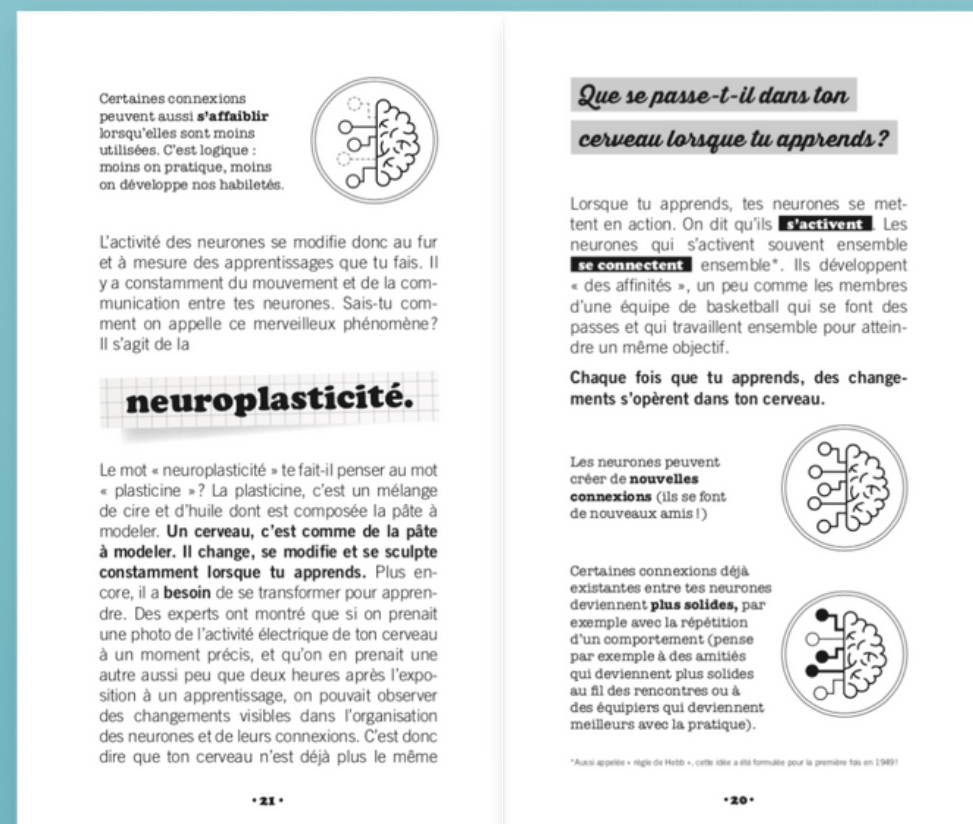 Certaines connexions
peuvent aussi s'affaiblir
lorsqu'elles sont moins
utilisées. C'est logique :
moins on pratique, moins
on développe nos habiletés.
L'activité des neurones se modifie donc au fur
et à mesure des apprentissages que tu fais. Il
y a constamment du mouvement et de la com-
munication entre tes neurones. Sais-tu com-
ment on appelle ce merveilleux phénomène?
Il s'agit de la
neuroplasticité.
Le mot « neuroplasticité » te fait-il penser au mot
« plasticine »? La plasticine, c'est un mélange
de cire et d'huile dont est composée la pâte à
modeler. Un cerveau, c'est comme de la pâte
à modeler. Il change, se modifie et se sculpte
constamment lorsque tu apprends. Plus en-
core, il a besoin de se transformer pour appren-
dre. Des experts ont montré que si on prenait
une photo de l'activité électrique de ton cerveau
à un moment précis, et qu'on en prenait une
autre aussi peu que deux heures après l'expo-
sition à un apprentissage, on pouvait observer
des changements visibles dans l'organisation
des neurones et de leurs connexions. C'est donc
dire que ton cerveau n'est déjà plus le même
• 21 •
Que se passe-t-il dans ton
cerveau lorsque tu apprends?
Lorsque tu apprends, tes neurones se met-
tent en action. On dit qu'ils s'activent. Les
neurones qui s'activent souvent ensemble
se connectent ensemble*. Ils développent
« des affinités », un peu comme les membres
d'une équipe de basketball qui se font des
passes et qui travaillent ensemble pour attein-
dre un même objectif.
Chaque fois que tu apprends, des change-
ments s'opèrent dans ton cerveau.
Les neurones peuvent
créer de nouvelles
connexions (ils se font
de nouveaux amis!)
Certaines connexions déjà
existantes entre tes neurones
deviennent plus solides, par
exemple avec la répétition
d'un comportement (pense
par exemple à des amitiés
qui deviennent plus solides
au fil des rencontres ou à
des équipiers qui deviennent
meilleurs avec la pratique).
*Aussi appelée « règle de Hebb », cette idée a été formulée pour la première fois en 1949!
• 20 •